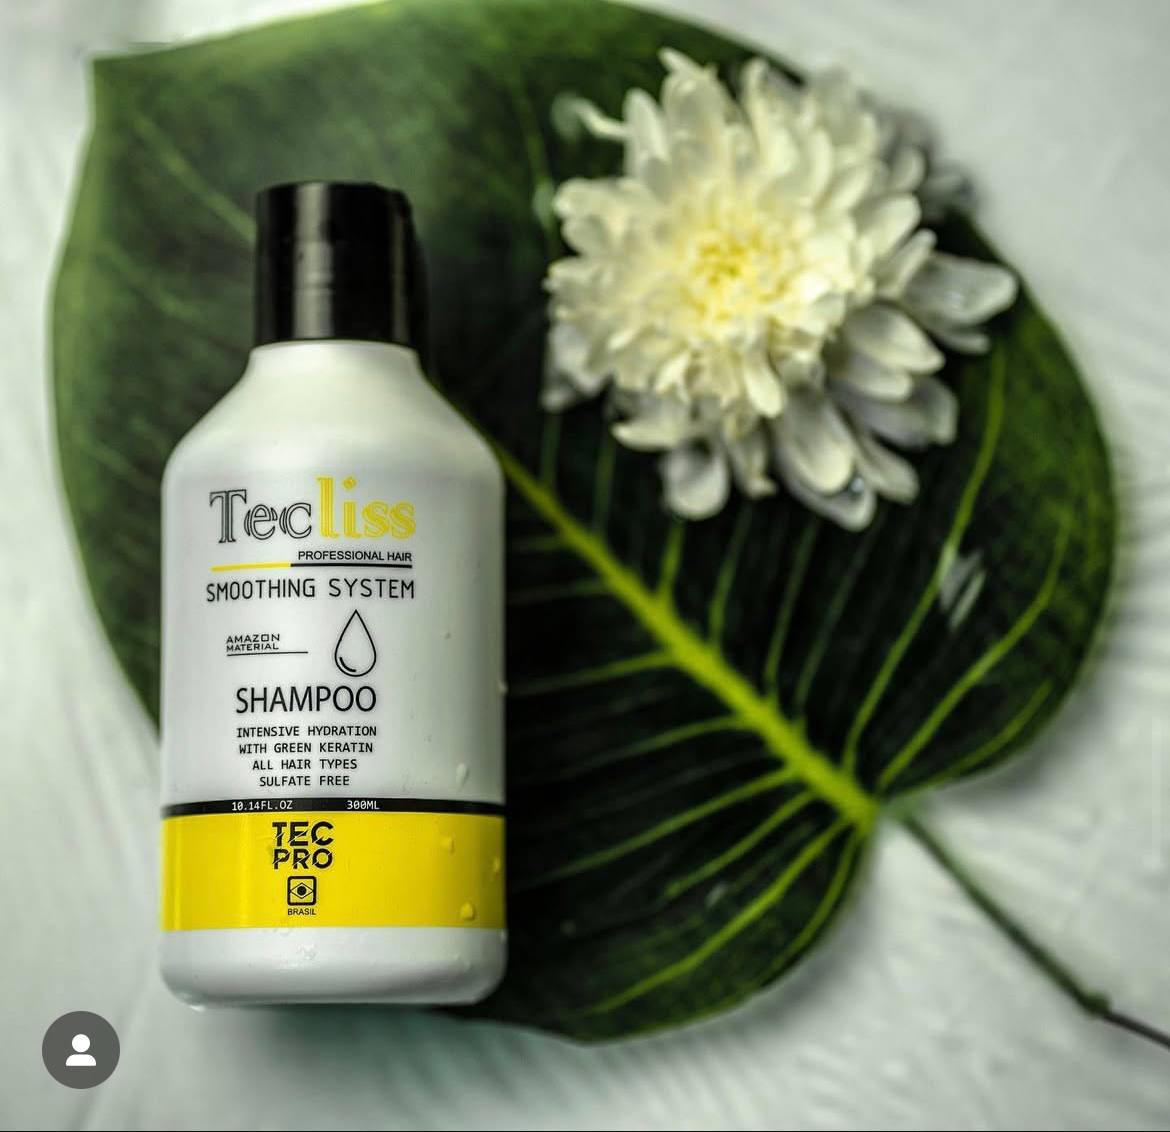 Tecliss
PROFESSIONAL HAIR
SMOOTHING SYSTEM
AMAZON
MATERIAL
SHAMPOO
INTENSIVE HYDRATION
WITH GREEN KERATIN
ALL HAIR TYPES
SULFATE FREE
10.14FL.OZ 300ML
TEC
PRO
BRASIL